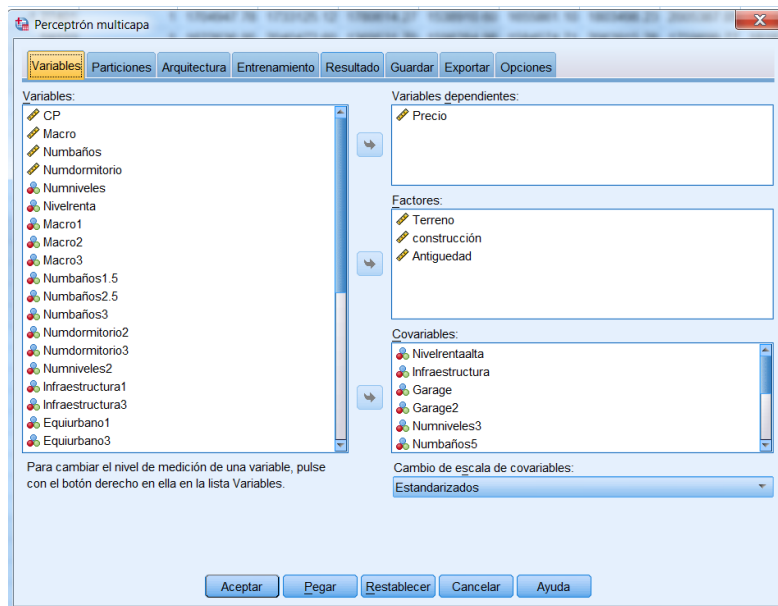 Perceptrón multicapa
Variables Particiones Arquitectura Entrenamiento Resultado Guardar Exportar Opciones
Variables:
CP
Macro
Numbaños
Numdormitorio
Numniveles
Nivelrenta
Macro1
Macro2
Macro3
Numbaños1.5
Numbaños2.5
Numbaños3
Numdormitorio2
Numdormitorio3
Numniveles2
Infraestructura1
Infraestructura3
Equiurbano1
Equiurbano3
Para cambiar el nivel de medición de una variable, pulse
con el botón derecho en ella en la lista Variables.
Variables dependientes:
Precio
Factores:
Terreno
construcción
Antiguedad
Covariables:
Nivelrentaalta
Infraestructura
Garage
Garage2
Numniveles3
Numbaños5
Cambio de escala de covariables:
Estandarizados
Aceptar Pegar Restablecer Cancelar Ayuda